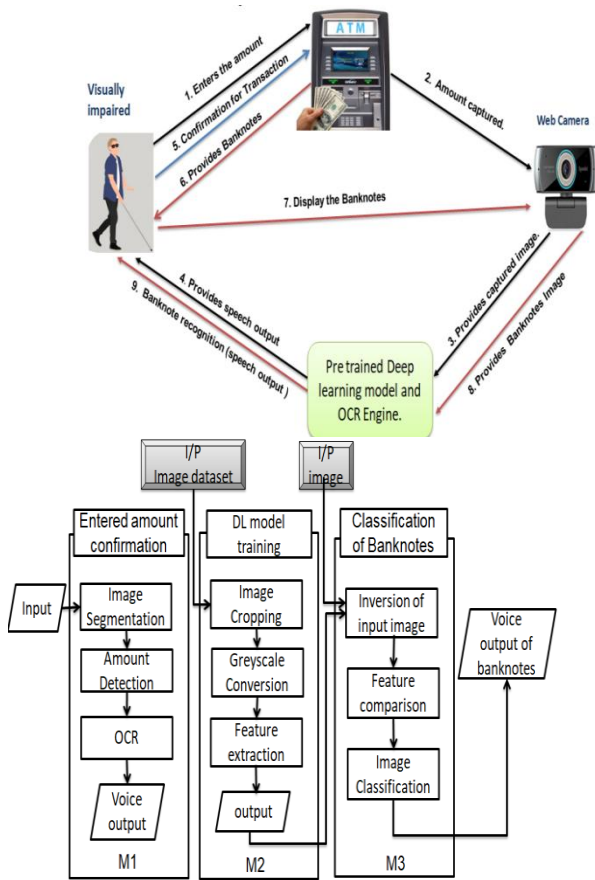 ATM
Visually
impaired
1. Enters the amount
5. Confirmation for Transaction
6. Provides Banknotes
2. Amount captured.
Web Camera
7. Display the Banknotes
3. Provides captured image.
8. Provides Banknotes Image
4. Provides speech output
9. Banknote recognition (speech output )
Pre trained Deep
learning model and
OCR Engine.
I/P
Image dataset
I/P
image
Entered amount
confirmation
DL model
training
Classification
of Banknotes
Input
Image
Segmentation
Amount
Detection
OCR
Voice
output
M1
Image
Cropping
Greyscale
Conversion
Feature
extraction
output
M2
Inversion of
input image
Feature
comparison
Image
Classification
M3
Voice
output of
banknotes